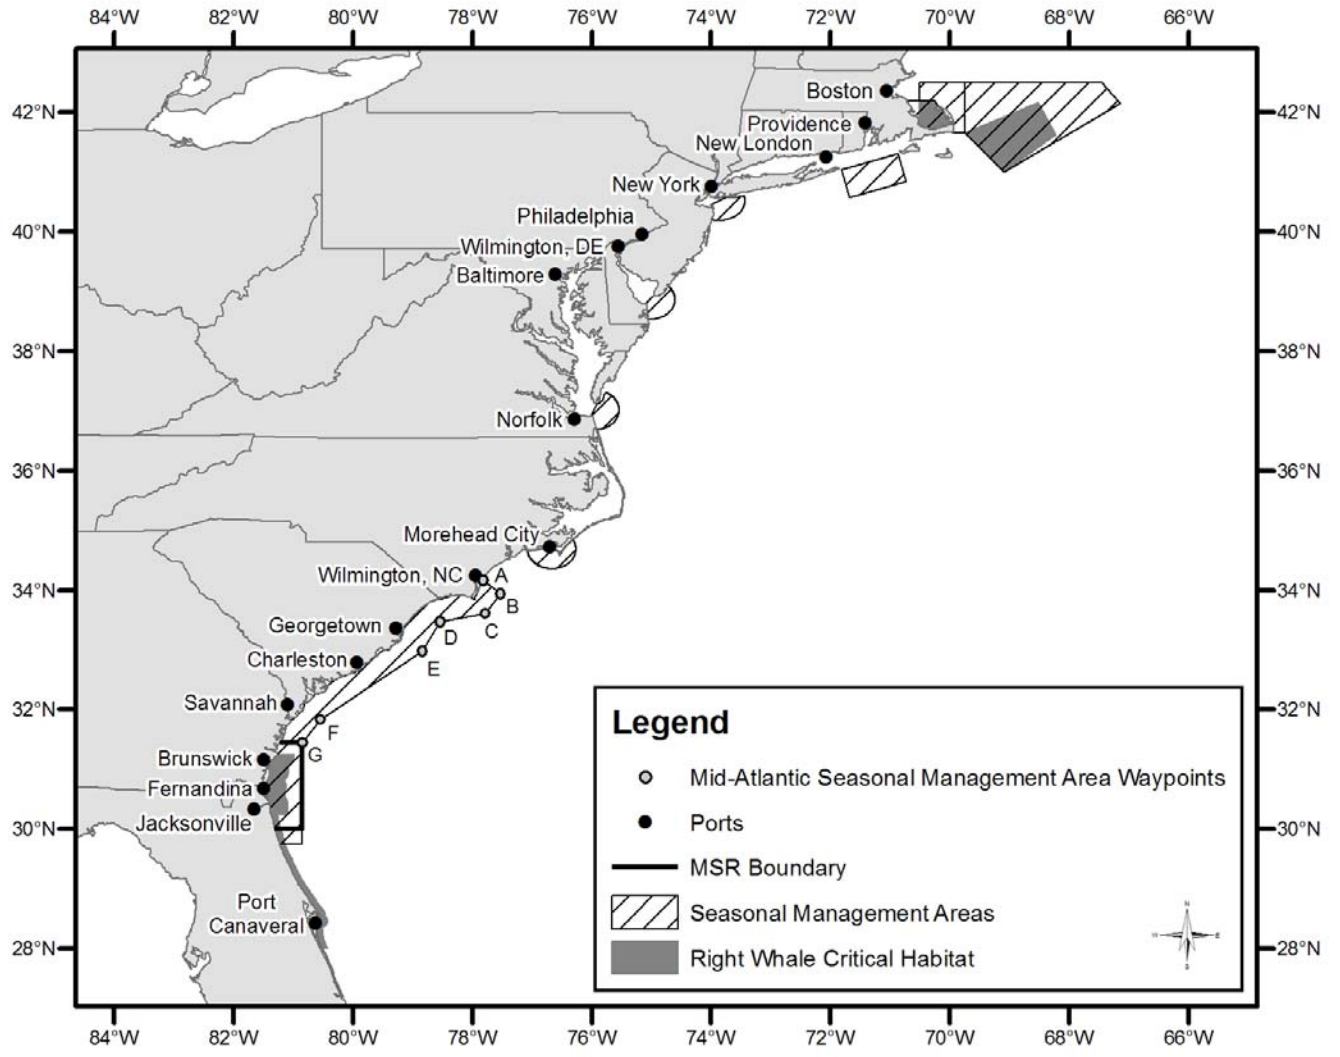 84°W 82°W 80°W 78°W 76°W 74°W 72°W 70°W 68°W 66°W
42°N Boston 42°N
Providence
New London
New York
Philadelphia
40°N 40°N
Wilmington, DE
Baltimore
38°N 38°N
Norfolk
36°N 36°N
Morehead City
Wilmington, NC A
34°N 34°N
B
Georgetown C
D
Charleston E
32°N Savannah 32°N
F
Legend
G
Brunswick
Mid-Atlantic Seasonal Management Area Waypoints
Fernandina
Jacksonville Ports
30°N 30°N
MSR Boundary
Port
Canaveral
Seasonal Management Areas
28°N 28°N
Right Whale Critical Habitat
N
W E
S
84°W 82°W 80°W 78°W 76°W 74°W 72°W 70°W 68°W 66°W